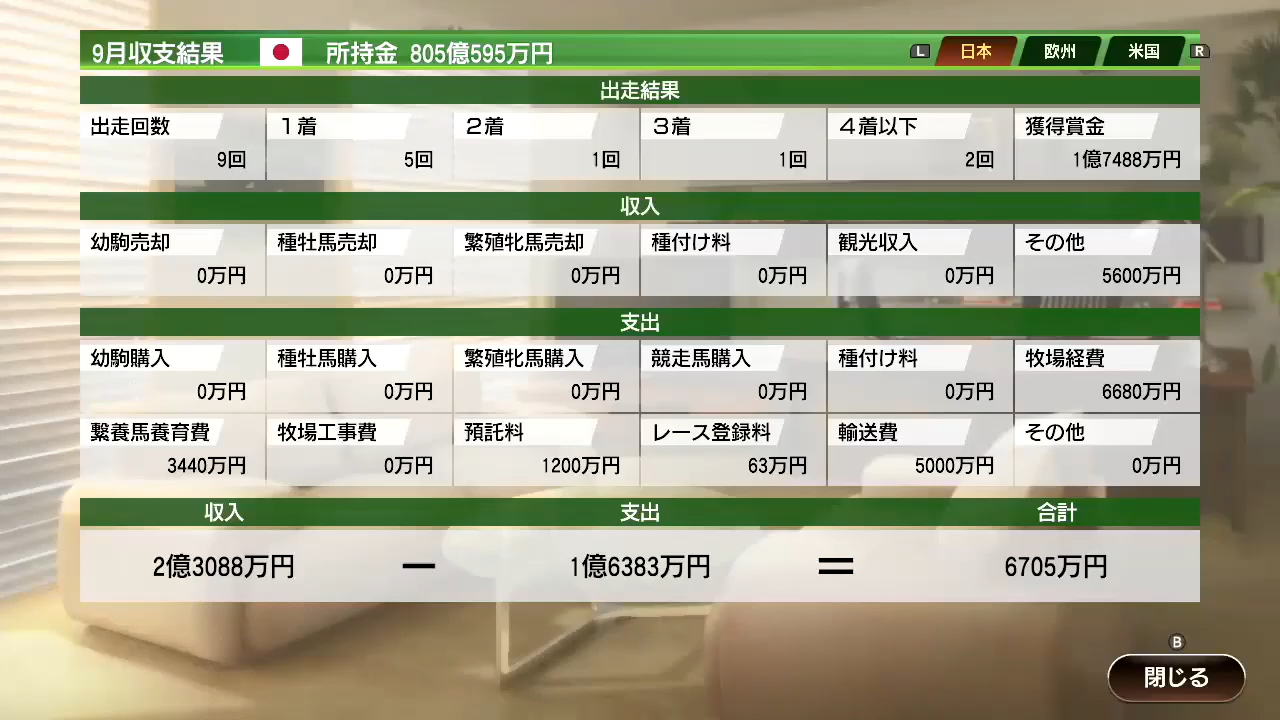 9月収支結果 所持金 805億595万円 L 日本 欧州 米国 R
出走結果
出走回数 1着 2着 3着 4着以下 獲得賞金
9回 5回 1回 1回 2回 1億7488万円
収入
幼駒売却 種牡馬売却 繁殖牝馬売却 種付け料 観光収入 その他
0万円 0万円 0万円 0万円 0万円 5600万円
支出
幼駒購入 種牡馬購入 繁殖牝馬購入 競走馬購入 種付け料 牧場経費
0万円 0万円 0万円 0万円 0万円 6680万円
繋養馬養育費 牧場工事費 預託料 レース登録料 輸送費 その他
3440万円 0万円 1200万円 63万円 5000万円 0万円
収入 支出 合計
2億3088万円 － 1億6383万円 ＝ 6705万円
B
閉じる